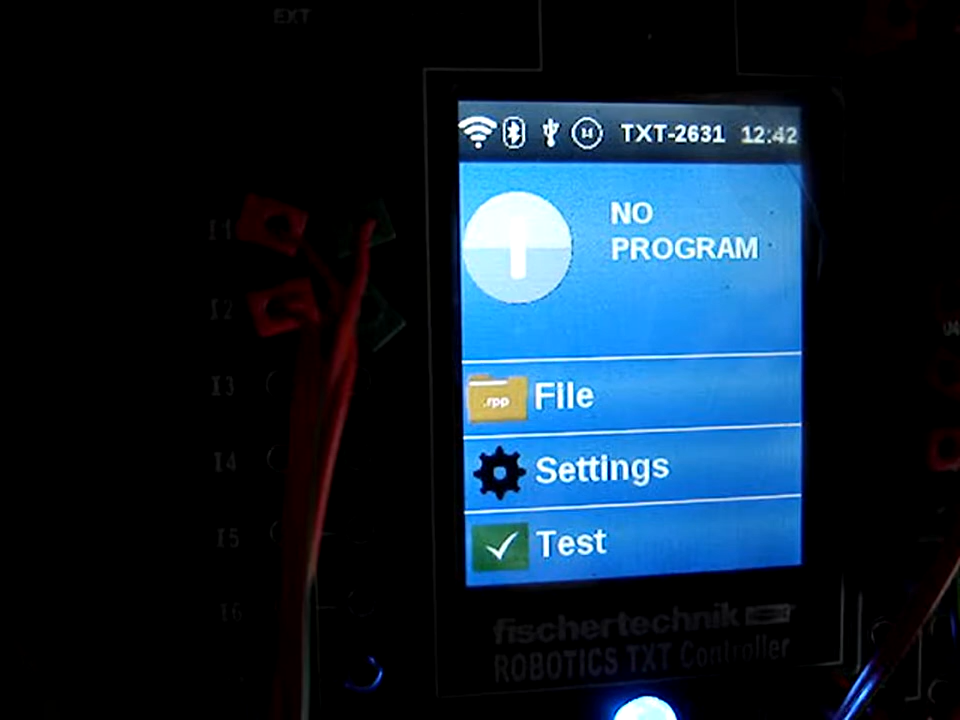 EXT
TXT-2631 12:42
NO
PROGRAM
.rpp
File
Settings
Test
I1
I2
I3
I4
I5
I6
fischertechnik
ROBOTICS TXT Controller